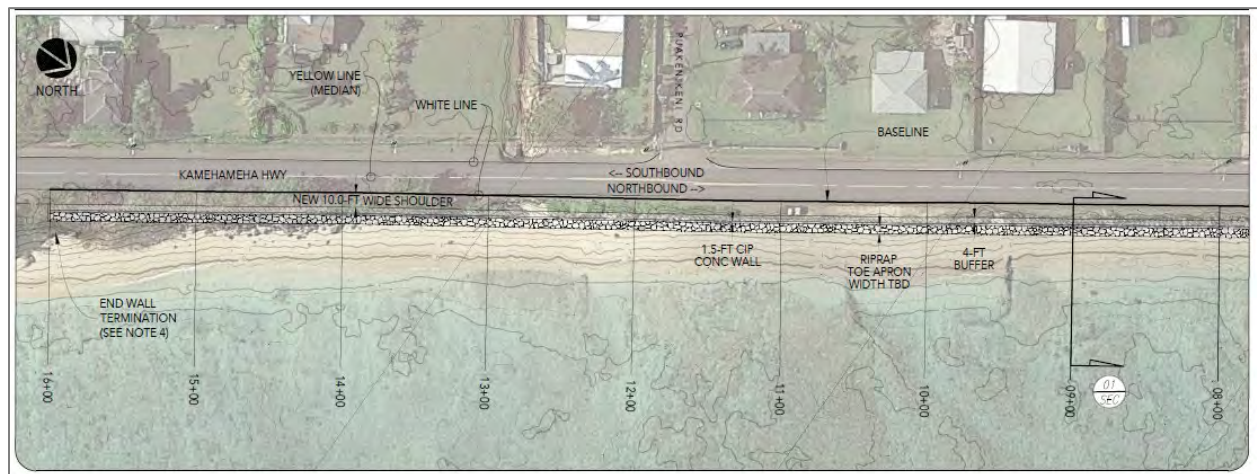 NORTH
YELLOW LINE
(MEDIAN)
WHITE LINE
PUAKENIKENI RD
BASELINE
KAMEHAMEHA HWY
<-- SOUTHBOUND
NORTHBOUND -->
NEW 10.0-FT WIDE SHOULDER
1.5-FT CIP
CONC WALL
RIPRAP
TOE APRON
WIDTH TBD
4-FT
BUFFER
END WALL
TERMINATION
(SEE NOTE 4)
16+00
15+00
14+00
13+00
12+00
11+00
10+00
09+00
08+00
01
SEC